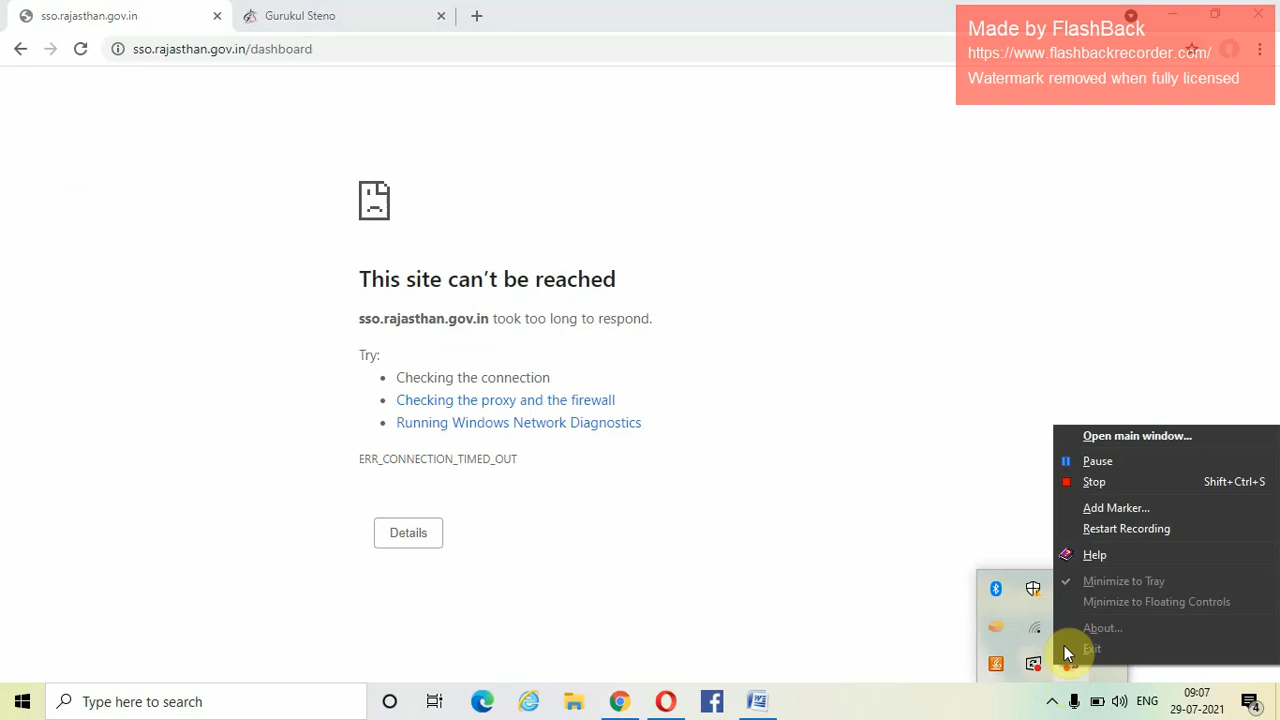 sso.rajasthan.gov.in
Gurukul Steno
sso.rajasthan.gov.in/dashboard
Made by FlashBack
https://www.flashbackrecorder.com/
Watermark removed when fully licensed
This site can't be reached
sso.rajasthan.gov.in took too long to respond.
Try:
Checking the connection
Checking the proxy and the firewall
Running Windows Network Diagnostics
ERR_CONNECTION_TIMED_OUT
Details
Open main window...
Pause
Stop Shift+Ctrl+S
Add Marker...
Restart Recording
Help
Minimize to Tray
Minimize to Floating Controls
About...
Exit
Type here to search
ENG
09:07
29-07-2021
4